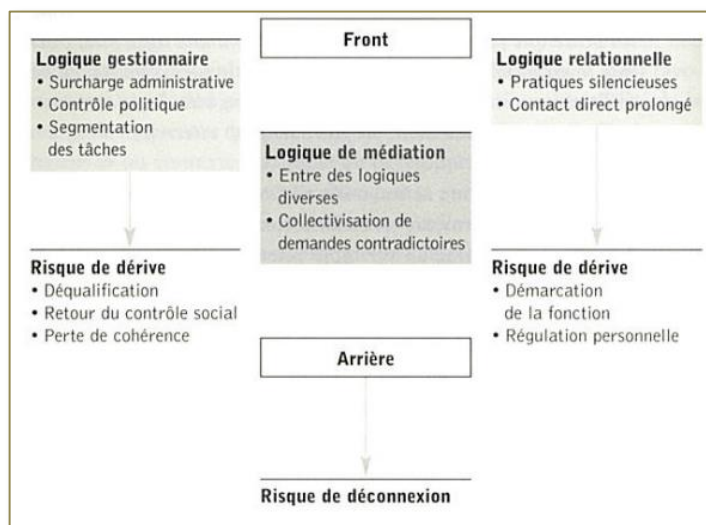 Front
Logique gestionnaire
• Surcharge administrative
• Contrôle politique
• Segmentation
des tâches
Logique relationnelle
• Pratiques silencieuses
• Contact direct prolongé
Logique de médiation
• Entre des logiques
diverses
• Collectivisation de
demandes contradictoires
Risque de dérive
• Déqualification
• Retour du contrôle social
• Perte de cohérence
Risque de dérive
• Démarcation
de la fonction
• Régulation personnelle
Arrière
Risque de déconnexion